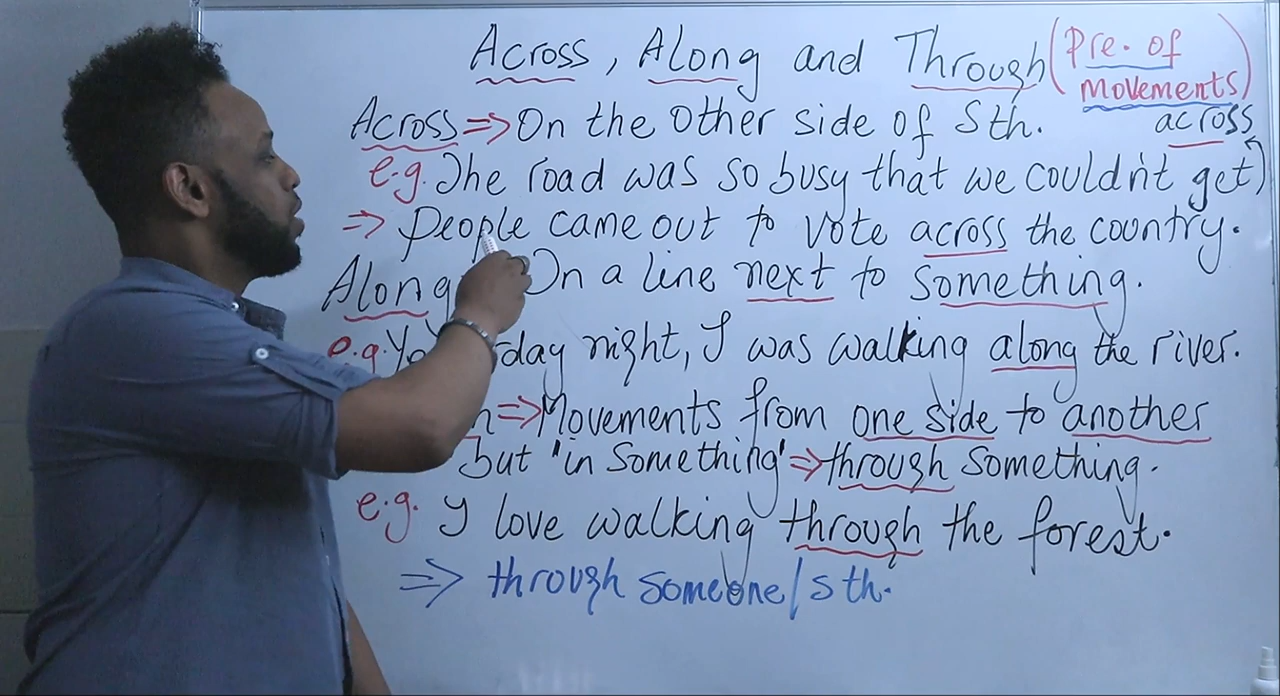 Across, Along and Through (Pre. of movements)
Across => On the other side of Sth. across
e.g. The road was so busy that we couldn't get)
=> People came out to vote across the country.
Along On a line next to something.
e.g. day night, I was walking along the river.
=> Movements from one side to another
but "in Something" => through Something.
e.g. I love walking through the forest.
=> through someone/sth.